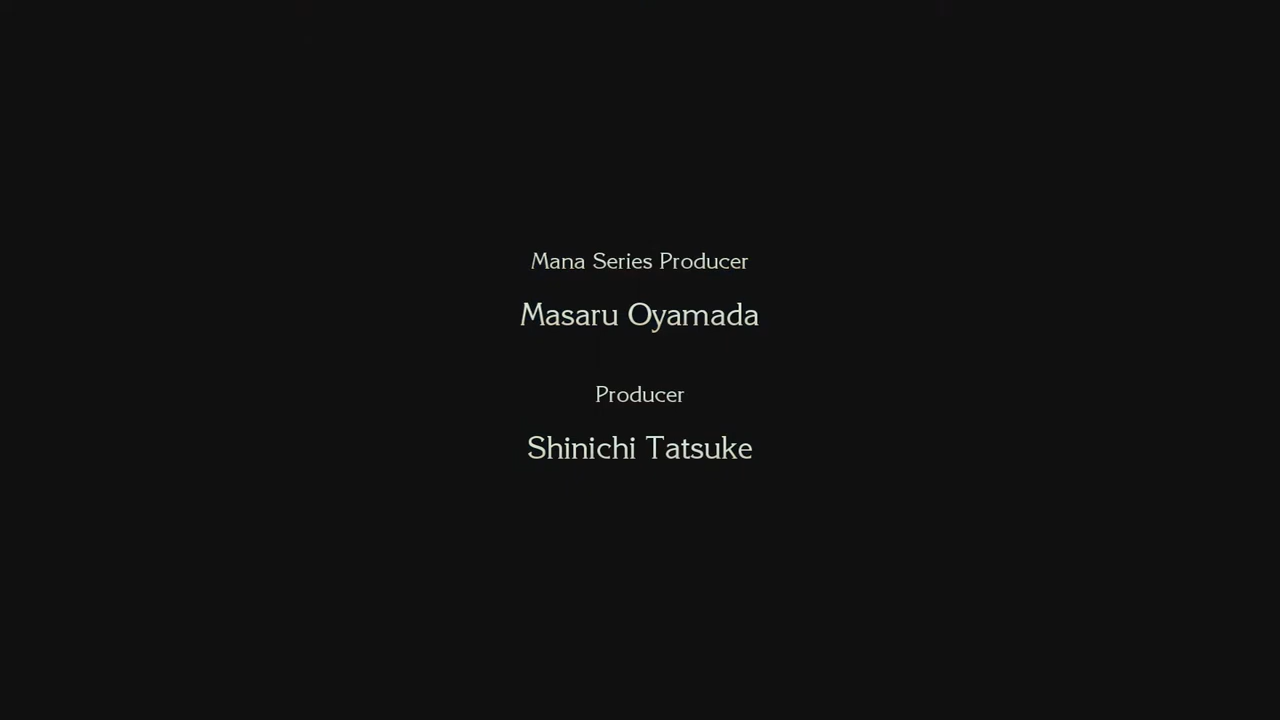 Mana Series Producer
Masaru Oyamada
Producer
Shinichi Tatsuke